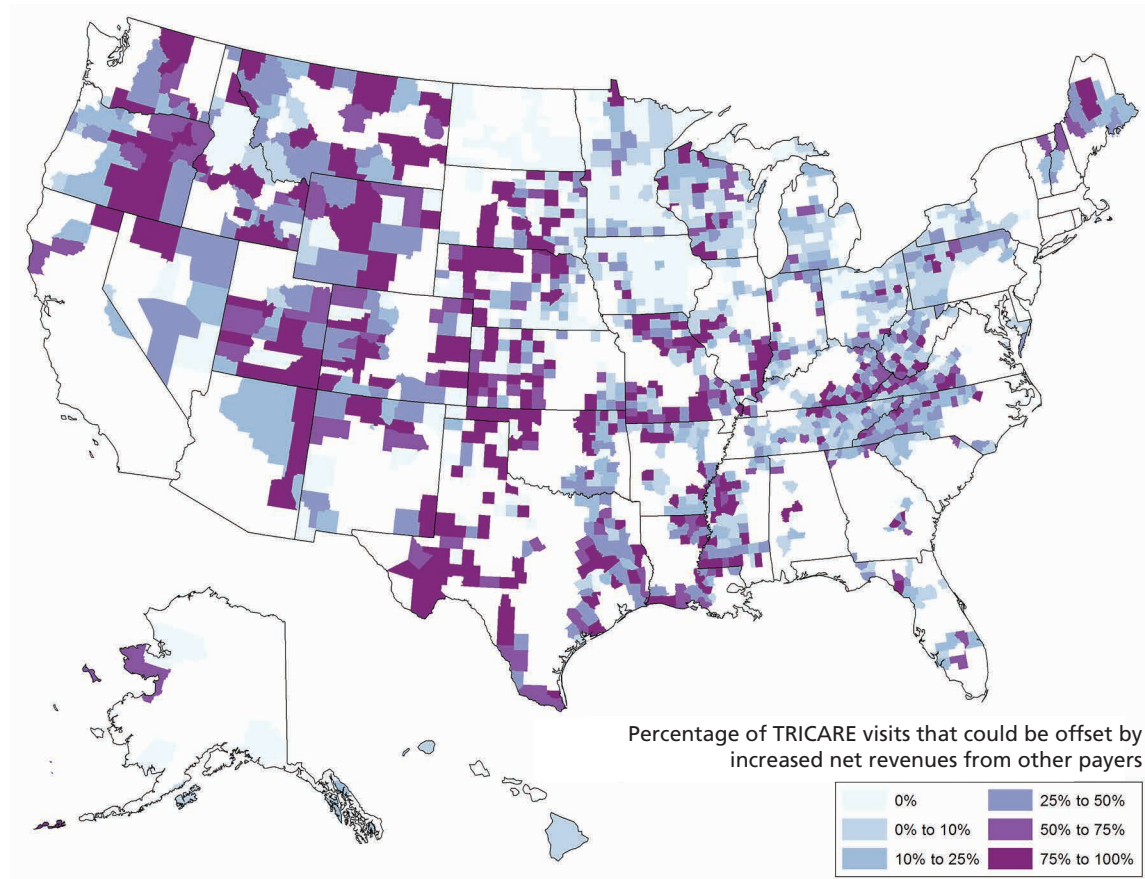 Percentage of TRICARE visits that could be offset by
increased net revenues from other payers
0%
25% to 50%
0% to 10%
50% to 75%
10% to 25%
75% to 100%